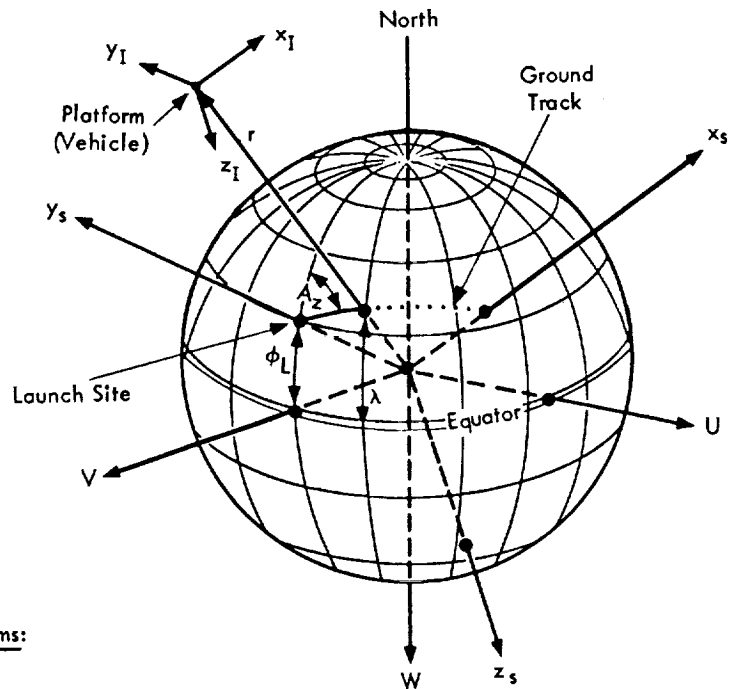 North
y_I
x_I
Platform
(Vehicle)
Ground
Track
r
z_I
x_s
y_s
A_z
ϕ_L
Launch Site
λ
Equator
U
V
W
z_s
ms: